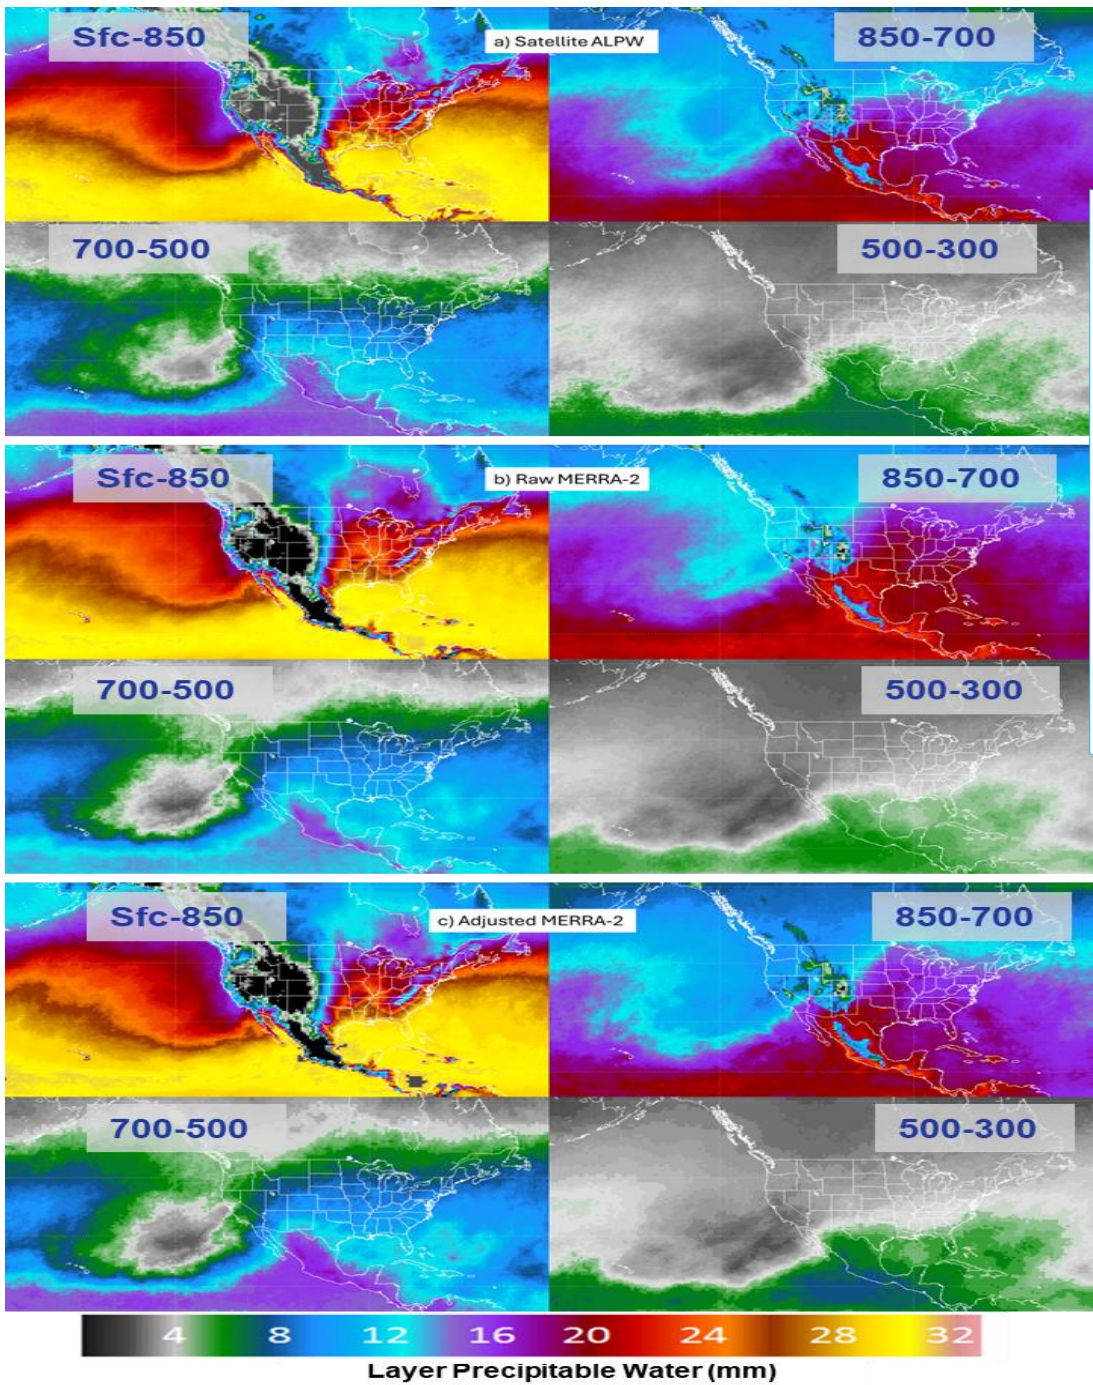 Sfc-850
a) Satellite ALPW
850-700
700-500
500-300
Sfc-850
b) Raw MERRA-2
850-700
700-500
500-300
Sfc-850
c) Adjusted MERRA-2
850-700
700-500
500-300
4 8 12 16 20 24 28 32
Layer Precipitable Water (mm)